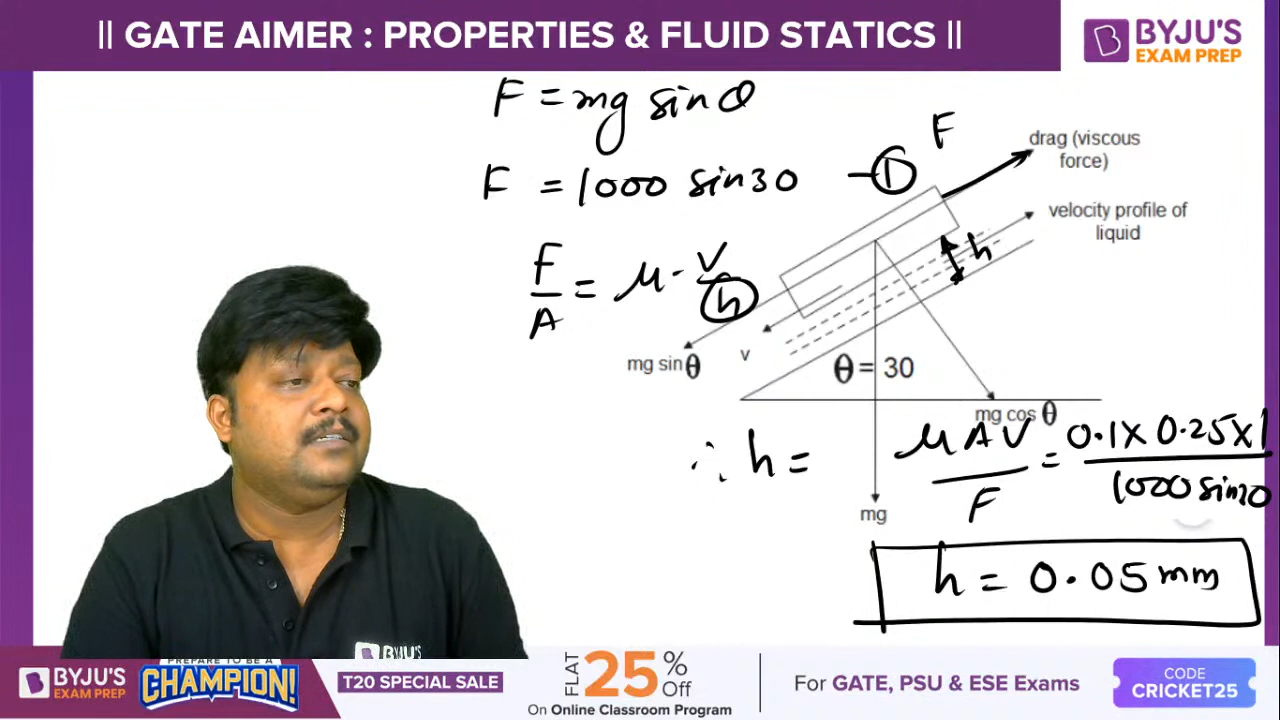 || GATE AIMER : PROPERTIES & FLUID STATICS ||
BYJU'S
EXAM PREP
F = mg sin θ
F = 1000 sin30 —①
F/A = μ · V/h
F
drag (viscous
force)
velocity profile of
liquid
h
mg sin θ
v
θ = 30
mg cos θ
mg
∴ h = μAV/F = 0.1 x 0.25 x 1/1000 sin30
h = 0.05 mm
BYJU'S
EXAM PREP
BYJU'S
EXAM PREP
PREPARE TO BE A
CHAMPION!
T20 SPECIAL SALE
FLAT 25% Off
On Online Classroom Program
For GATE, PSU & ESE Exams
CODE
CRICKET25